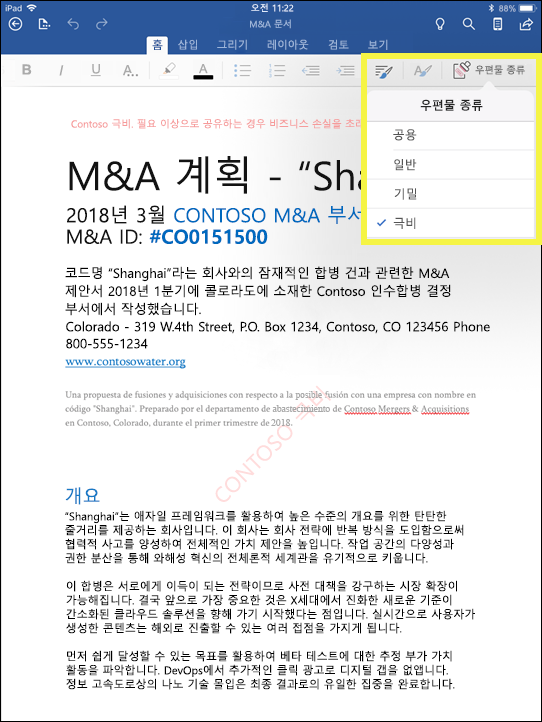 iPad 오전 11:22 88%
M&A 문서
홈 삽입 그리기 레이아웃 검토 보기
B I U A... A 우편물 종류
우편물 종류
공용
일반
기밀
극비
Contoso 극비. 필요 이상으로 공유하는 경우 비즈니스 손실을 초래
M&A 계획 - “Sha
2018년 3월 CONTOSO M&A 부서
M&A ID: #CO0151500
코드명 “Shanghai”라는 회사와의 잠재적인 합병 건과 관련한 M&A
제안서 2018년 1분기에 콜로라도에 소재한 Contoso 인수합병 결정
부서에서 작성했습니다.
Colorado - 319 W.4th Street, P.O. Box 1234, Contoso, CO 123456 Phone
800-555-1234
www.contosowater.org
Una propuesta de fusiones y adquisiciones con respecto a la posible fusión con una empresa con nombre en
código "Shanghai". Preparado por el departamento de abastecimiento de Contoso Mergers & Acquisitions
en Contoso, Colorado, durante el primer trimestre de 2018.
CONTOSO 극비
개요
“Shanghai”는 애자일 프레임워크를 활용하여 높은 수준의 개요를 위한 탄탄한
줄거리를 제공하는 회사입니다. 이 회사는 회사 전략에 반복 방식을 도입함으로써
협력적 사고를 양성하여 전체적인 가치 제안을 높입니다. 작업 공간의 다양성과
권한 분산을 통해 와해성 혁신의 전체론적 세계관을 유기적으로 키웁니다.
이 합병은 서로에게 이득이 되는 전략이므로 사전 대책을 강구하는 시장 확장이
가능해집니다. 결국 앞으로 가장 중요한 것은 X세대에서 진화한 새로운 기준이
간소화된 클라우드 솔루션을 향해 가기 시작했다는 점입니다. 실시간으로 사용자가
생성한 콘텐츠는 해외로 진출할 수 있는 여러 접점을 가지게 됩니다.
먼저 쉽게 달성할 수 있는 목표를 활용하여 베타 테스트에 대한 추정 부가 가치
활동을 파악합니다. DevOps에서 추가적인 클릭 광고로 디지털 갭을 없앱니다.
정보 고속도로상의 나노 기술 몰입은 최종 결과로의 유일한 집중을 완료합니다.